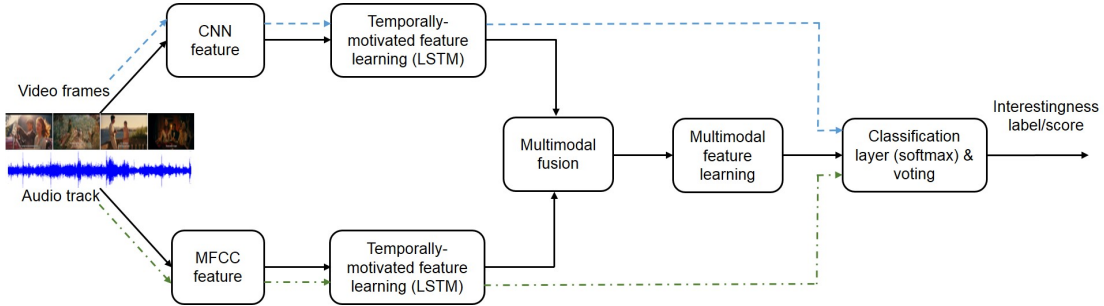 CNN
feature
Temporally-
motivated feature
learning (LSTM)
Video frames
Audio track
Multimodal
fusion
Multimodal
feature
learning
Classification
layer (softmax) &
voting
Interestingness
label/score
MFCC
feature
Temporally-
motivated feature
learning (LSTM)